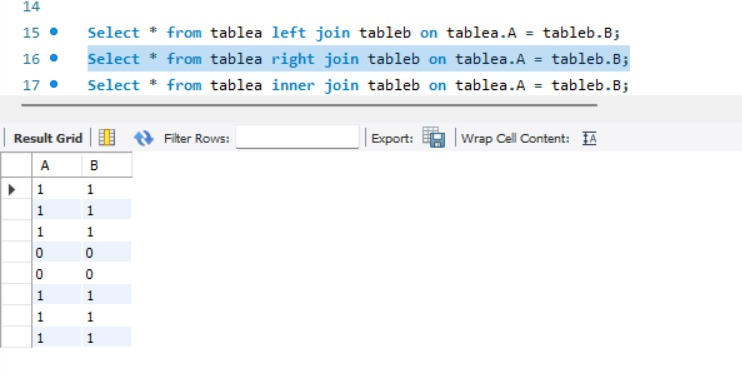 14
15 Select * from tablea left join tableb on tablea.A = tableb.B;
16 Select * from tablea right join tableb on tablea.A = tableb.B;
17 Select * from tablea inner join tableb on tablea.A = tableb.B;
Result Grid Filter Rows: Export: Wrap Cell Content: IA
A B
1 1
1 1
1 1
0 0
0 0
1 1
1 1
1 1